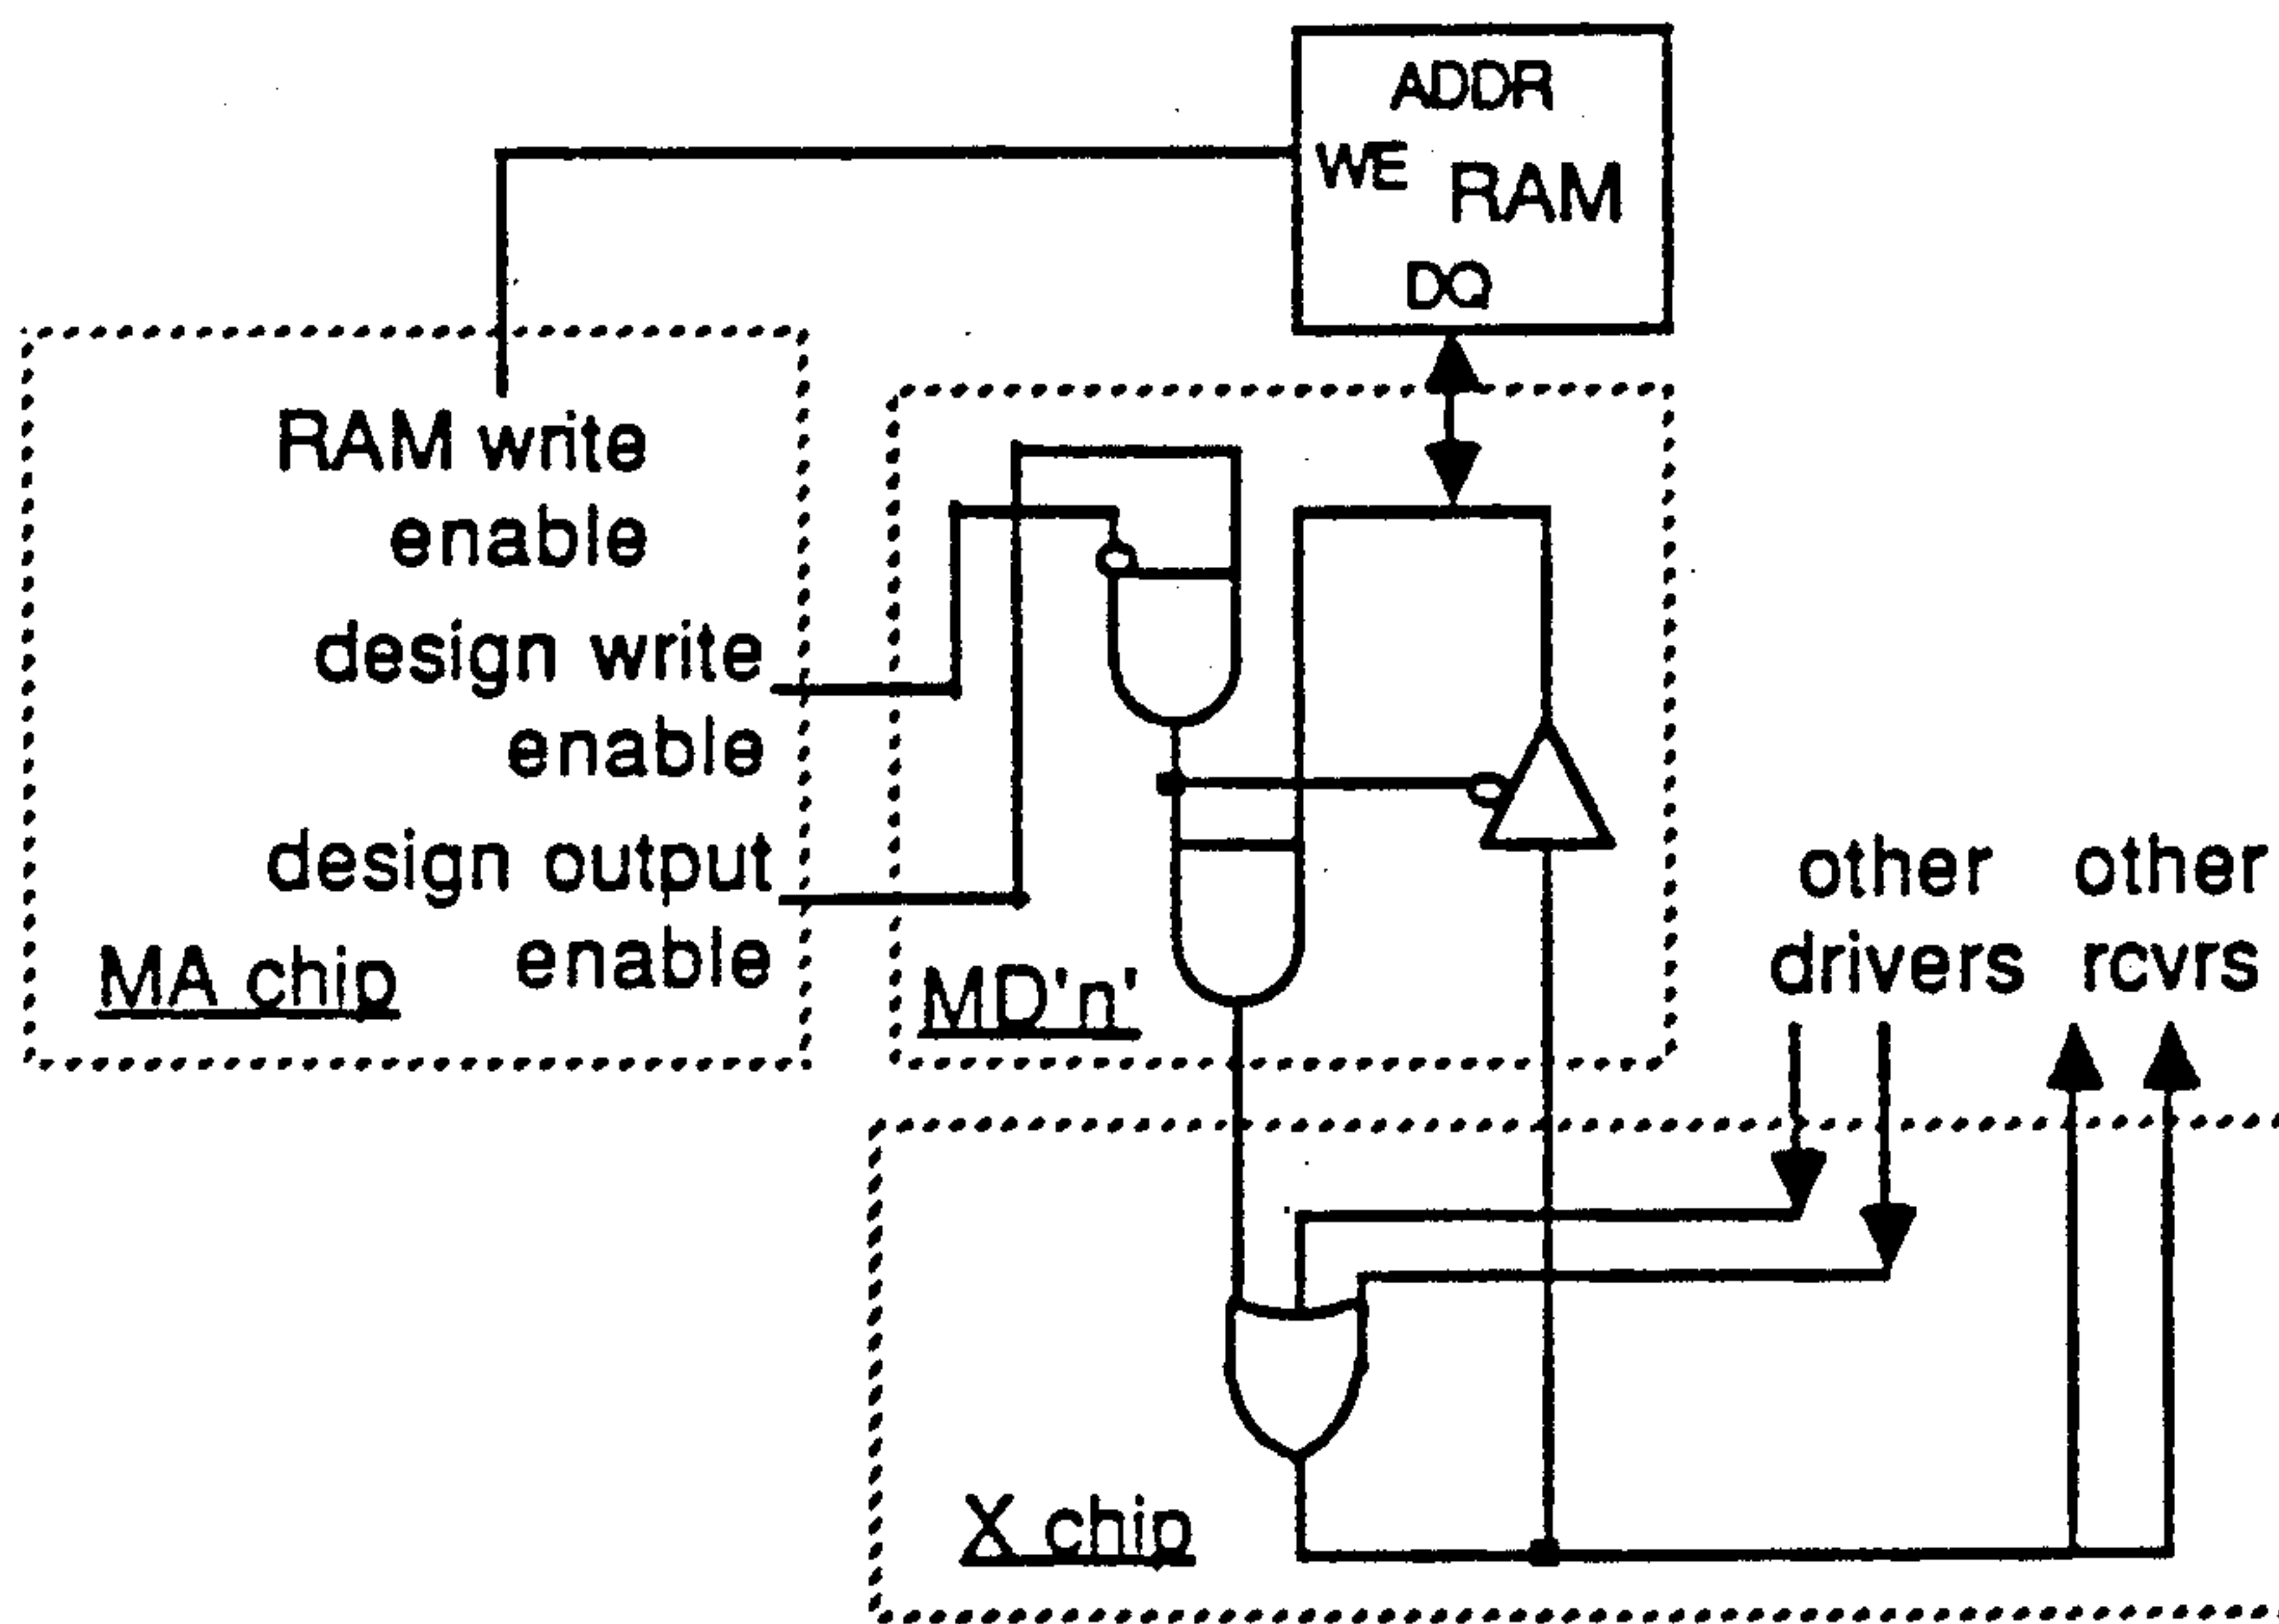 ADDR
WE RAM
DQ
RAM write
enable
design write
enable
design output
enable
MA chip
MD'n'
other other
drivers rcvrs
X chip